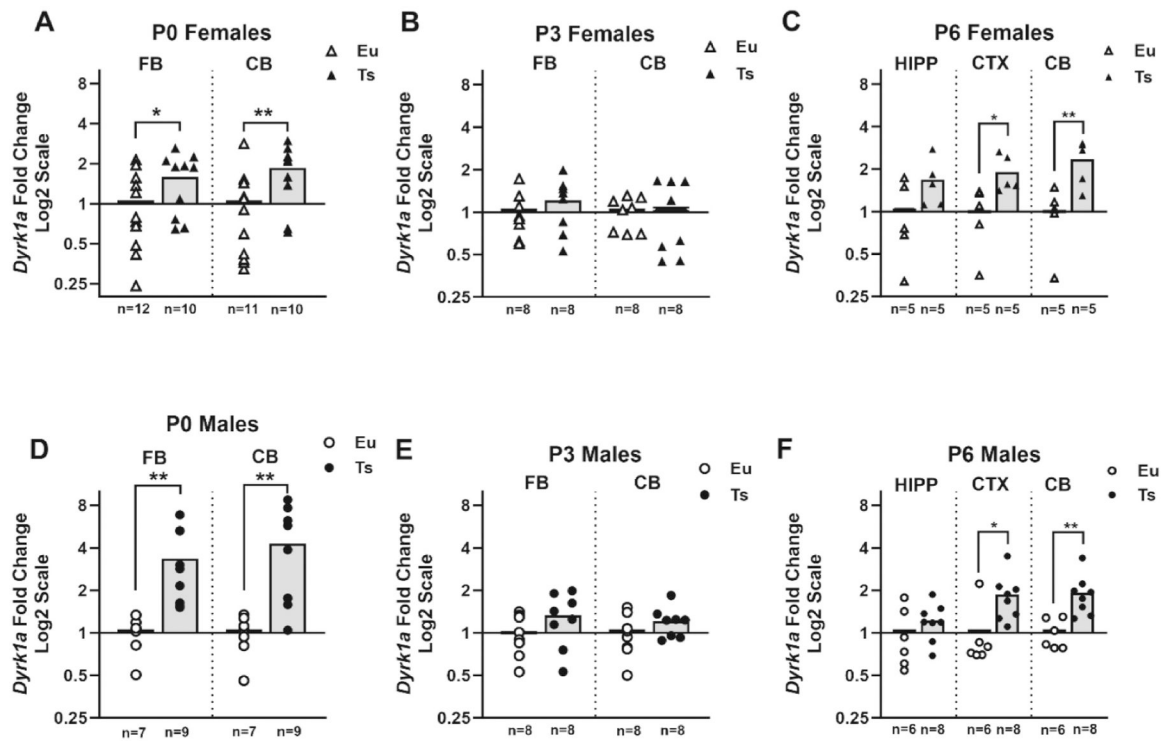 A
P0 Females
FB
CB
Eu
Ts
Dyrk1a Fold Change
Log2 Scale
8
4
2
1
0.5
0.25
*
**
n=12 n=10 n=11 n=10
B
P3 Females
FB
CB
Eu
Ts
Dyrk1a Fold Change
Log2 Scale
8
4
2
1
0.5
0.25
n=8 n=8 n=8 n=8
C
P6 Females
HIPP
CTX
CB
Eu
Ts
Dyrk1a Fold Change
Log2 Scale
8
4
2
1
0.5
0.25
*
**
n=5 n=5 n=5 n=5 n=5 n=5
D
P0 Males
FB
CB
Eu
Ts
Dyrk1a Fold Change
Log2 Scale
8
4
2
1
0.5
0.25
**
**
n=7 n=9 n=7 n=9
E
P3 Males
FB
CB
Eu
Ts
Dyrk1a Fold Change
Log2 Scale
8
4
2
1
0.5
0.25
n=8 n=8 n=8 n=8
F
P6 Males
HIPP
CTX
CB
Eu
Ts
Dyrk1a Fold Change
Log2 Scale
8
4
2
1
0.5
0.25
*
**
n=6 n=8 n=6 n=8 n=6 n=8